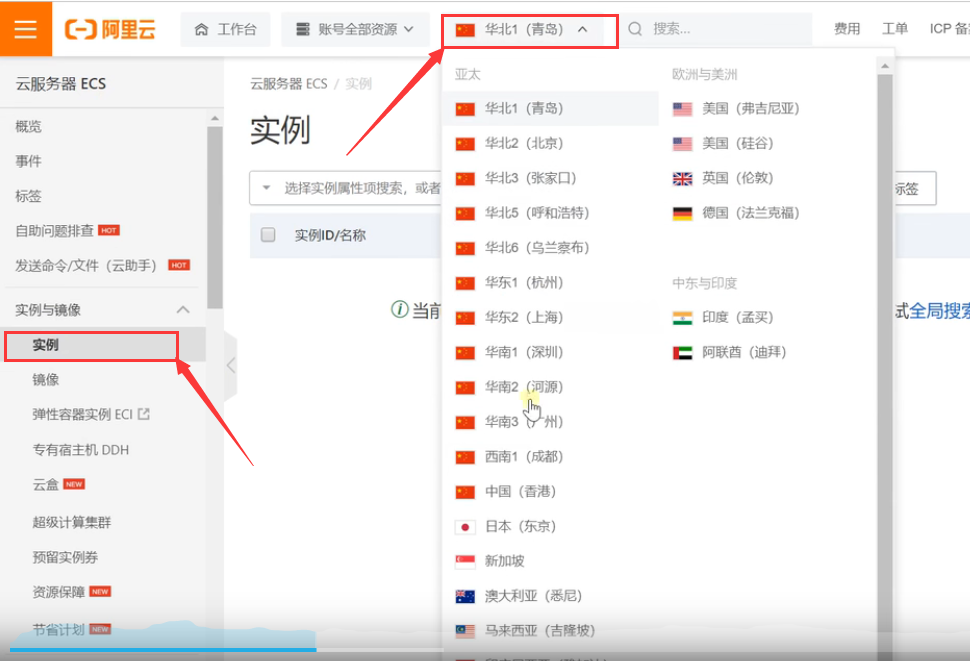 阿里云
工作台
账号全部资源
华北1（青岛）
搜索...
费用
工单
ICP 备
云服务器 ECS
概览
事件
标签
自助问题排查 HOT
发送命令/文件（云助手） HOT
实例与镜像
实例
镜像
弹性容器实例 ECI
专有宿主机 DDH
云盒 NEW
超级计算集群
预留实例券
资源保障 NEW
节省计划 NEW
云服务器 ECS / 实例
实例
选择实例属性项搜索，或者
标签
实例ID/名称
当前
试全局搜索
亚太
华北1（青岛）
华北2（北京）
华北3（张家口）
华北5（呼和浩特）
华北6（乌兰察布）
华东1（杭州）
华东2（上海）
华南1（深圳）
华南2（河源）
华南3（广州）
西南1（成都）
中国（香港）
日本（东京）
新加坡
澳大利亚（悉尼）
马来西亚（吉隆坡）
欧洲与美洲
美国（弗吉尼亚）
美国（硅谷）
英国（伦敦）
德国（法兰克福）
中东与印度
印度（孟买）
阿联酋（迪拜）